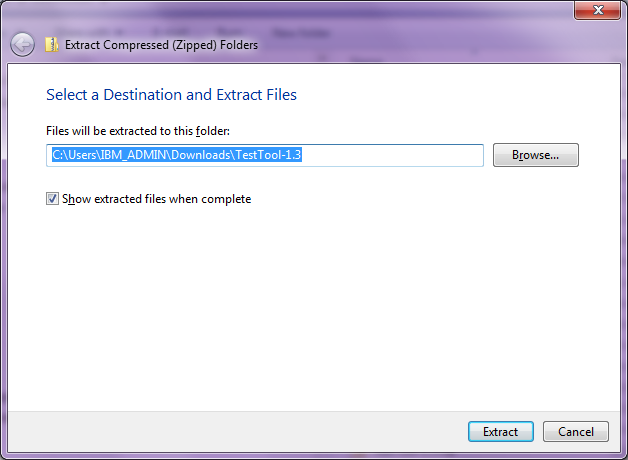 Extract Compressed (Zipped) Folders
Select a Destination and Extract Files
Files will be extracted to this folder:
C:\Users\IBM_ADMIN\Downloads\TestTool-1.3
Browse...
Show extracted files when complete
Extract
Cancel